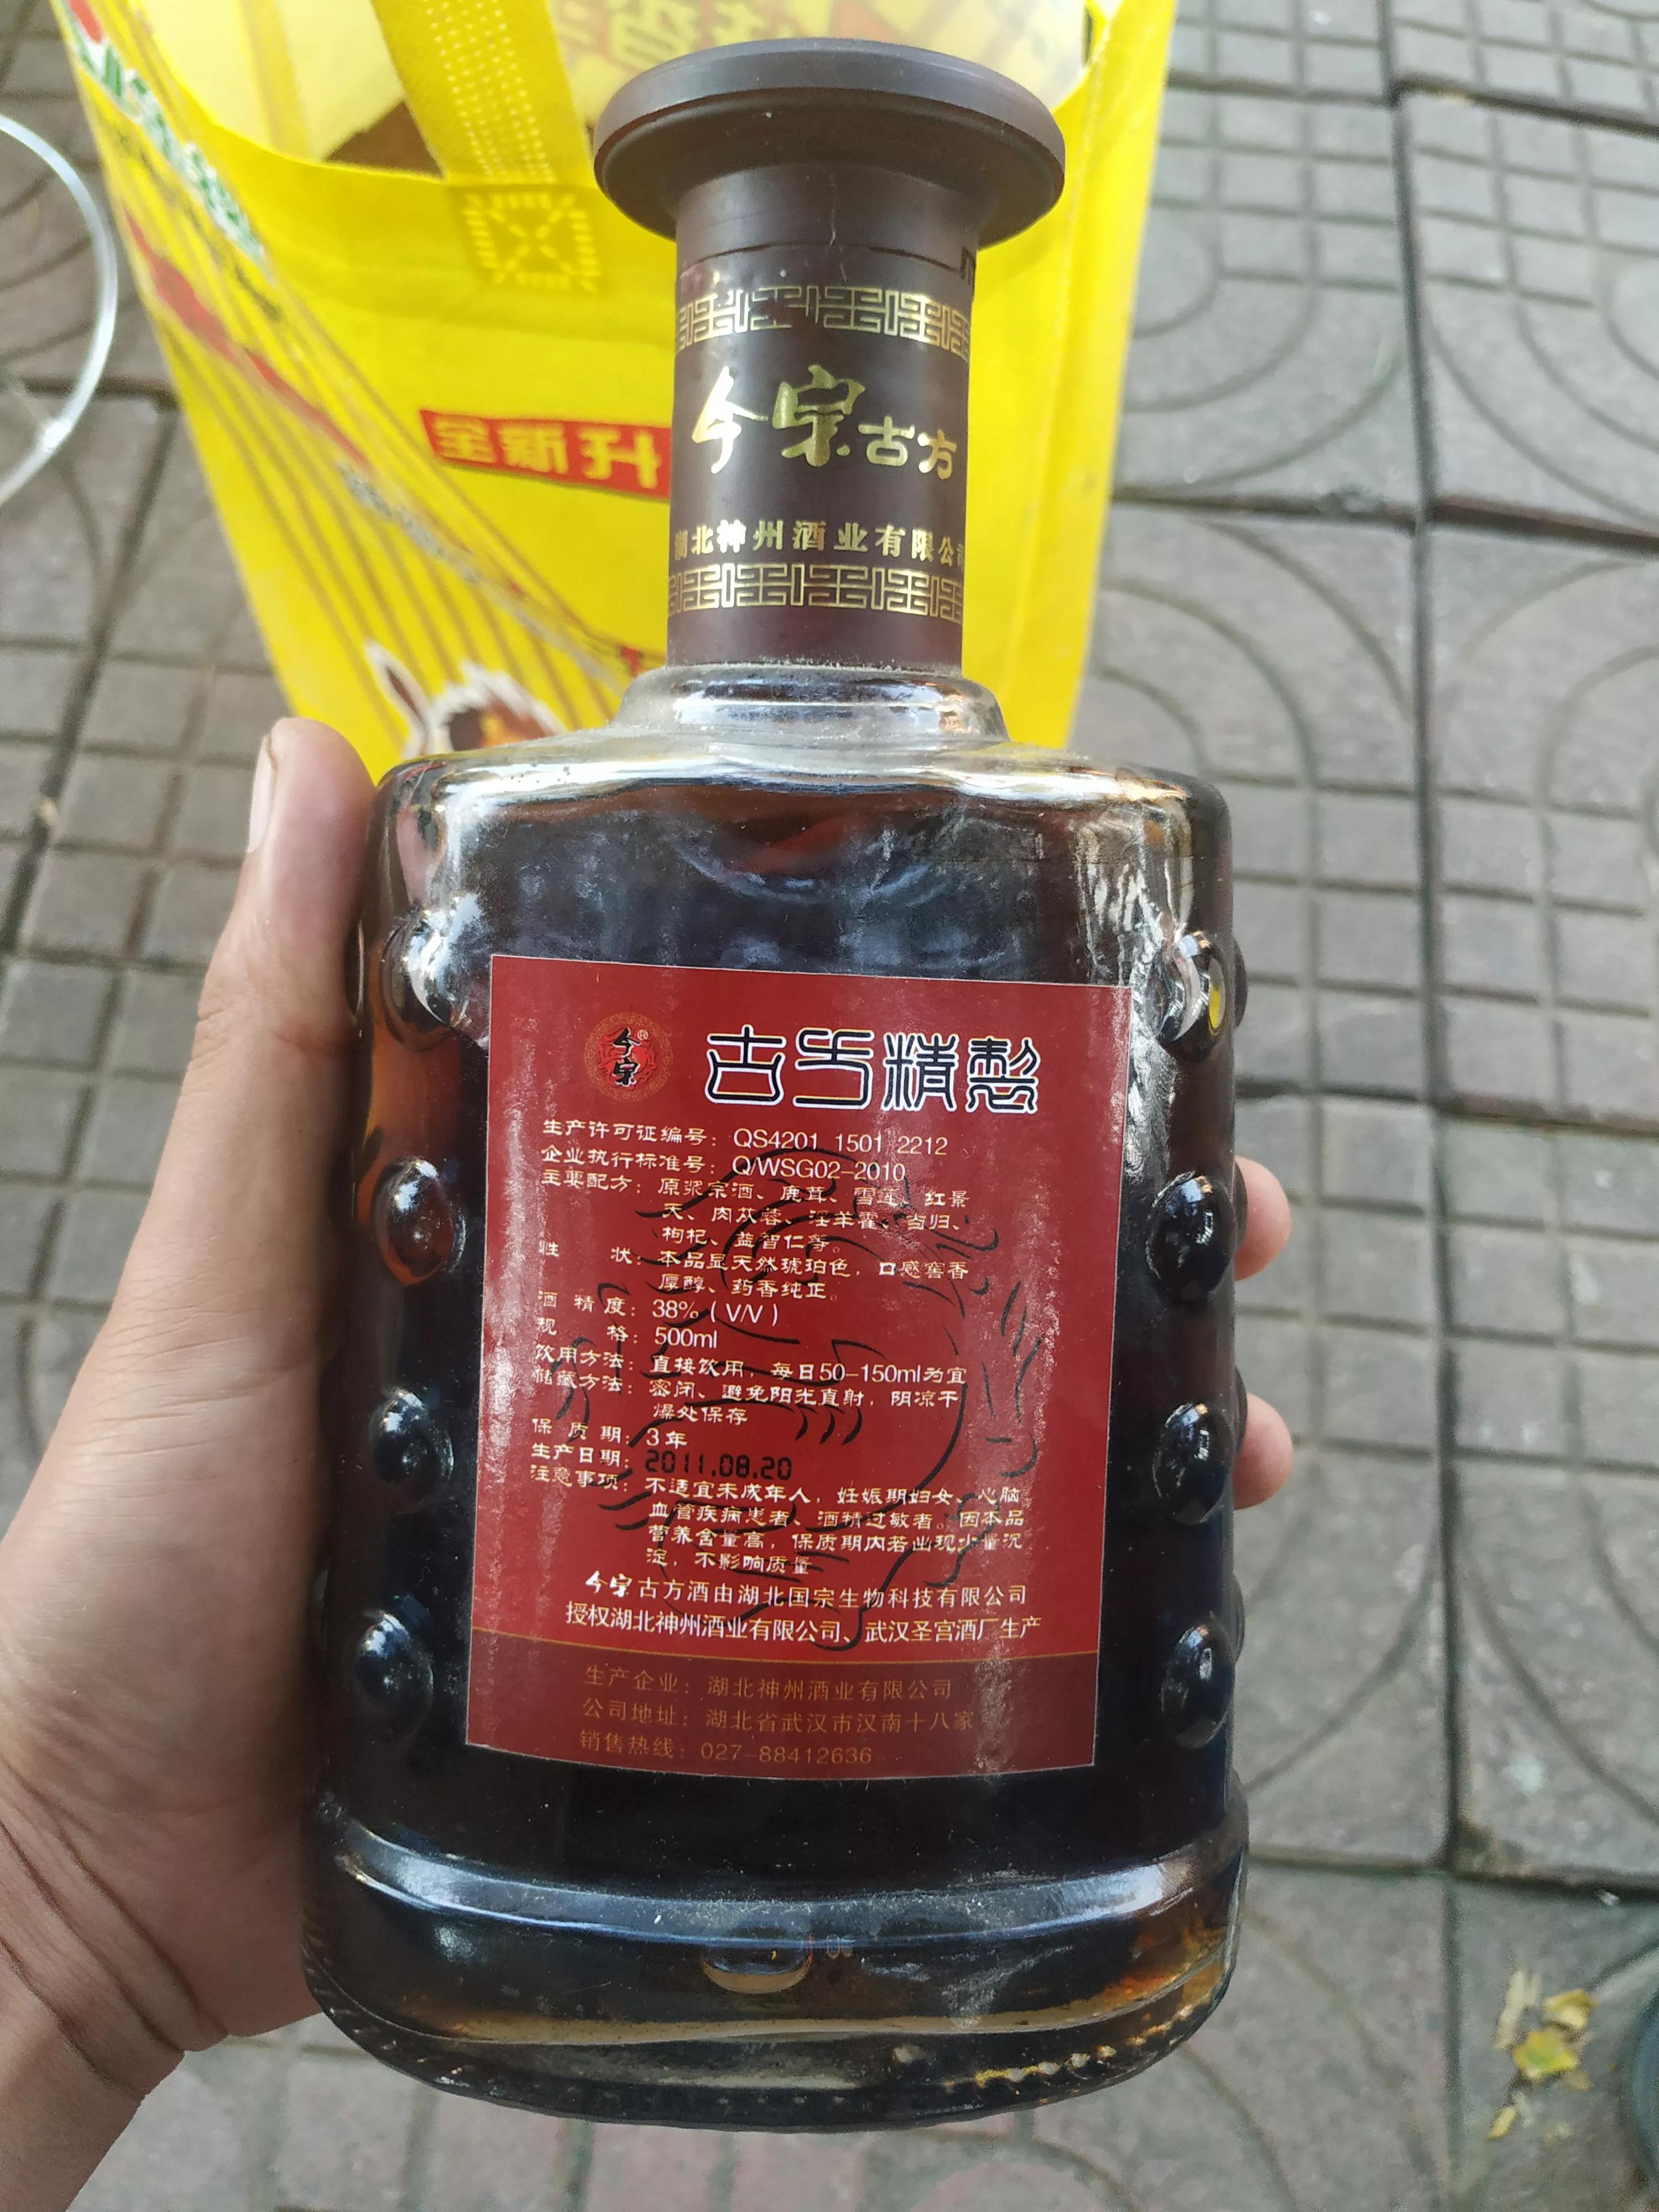 全新升
今宗古方
湖北神州酒业有限公司
今宗
古方精制
生产许可证编号：QS4201 1501 2212
企业执行标准号：Q/WSG02-2010
主要配方：原浆宗酒、鹿茸、雪莲、红景
天、肉苁蓉、淫羊藿、当归、
枸杞、益智仁等。
性 状：本品显天然琥珀色，口感窖香
厚醇、药香纯正。
酒 精 度：38%（V/V）
规 格：500ml
饮用方法：直接饮用，每日50-150ml为宜
储藏方法：密闭、避免阳光直射，阴凉干
燥处保存
保 质 期：3年
生产日期：2011.08.20
注意事项：不适宜未成年人，妊娠期妇女、心脑
血管疾病患者、酒精过敏者。因本品
营养含量高，保质期内若出现少量沉
淀，不影响质量
今宗古方酒由湖北国宗生物科技有限公司
授权湖北神州酒业有限公司、武汉圣宫酒厂生产
生产企业：湖北神州酒业有限公司
公司地址：湖北省武汉市汉南十八家
销售热线：027-88412636